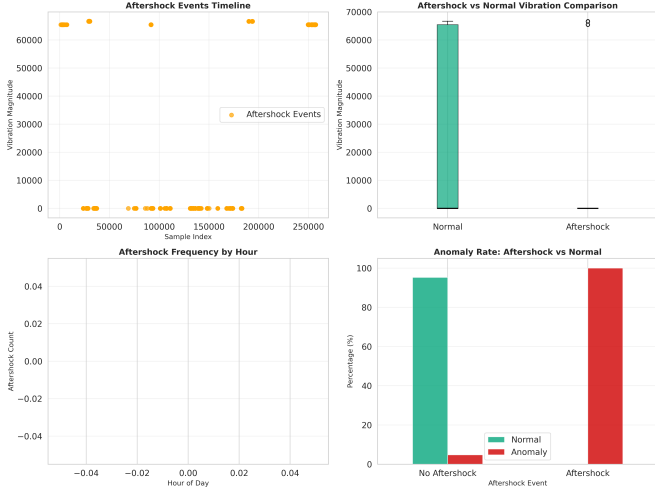 Aftershock Events Timeline
Vibration Magnitude
70000
60000
50000
40000
30000
20000
10000
0
Aftershock Events
0 50000 100000 150000 200000 250000
Sample Index
Aftershock vs Normal Vibration Comparison
Vibration Magnitude
70000
60000
50000
40000
30000
20000
10000
0
Normal Aftershock
Aftershock Frequency by Hour
Aftershock Count
0.04
0.02
0.00
−0.02
−0.04
−0.04 −0.02 0.00 0.02 0.04
Hour of Day
Anomaly Rate: Aftershock vs Normal
Percentage (%)
100
80
60
40
20
0
Normal
Anomaly
No Aftershock Aftershock
Aftershock Event